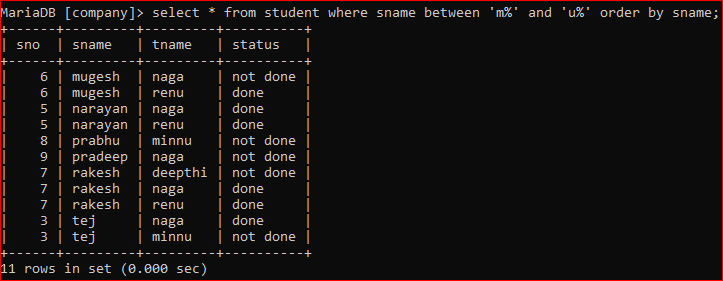 MariaDB [company]> select * from student where sname between 'm%' and 'u%' order by sname;
+------+---------+---------+----------+
| sno  | sname   | tname   | status   |
+------+---------+---------+----------+
|    6 | mugesh  | naga    | not done |
|    6 | mugesh  | renu    | done     |
|    5 | narayan | naga    | done     |
|    5 | narayan | renu    | done     |
|    8 | prabhu  | minnu   | not done |
|    9 | pradeep | naga    | not done |
|    7 | rakesh  | deepthi | not done |
|    7 | rakesh  | naga    | done     |
|    7 | rakesh  | renu    | done     |
|    3 | tej     | naga    | done     |
|    3 | tej     | minnu   | not done |
+------+---------+---------+----------+
11 rows in set (0.000 sec)